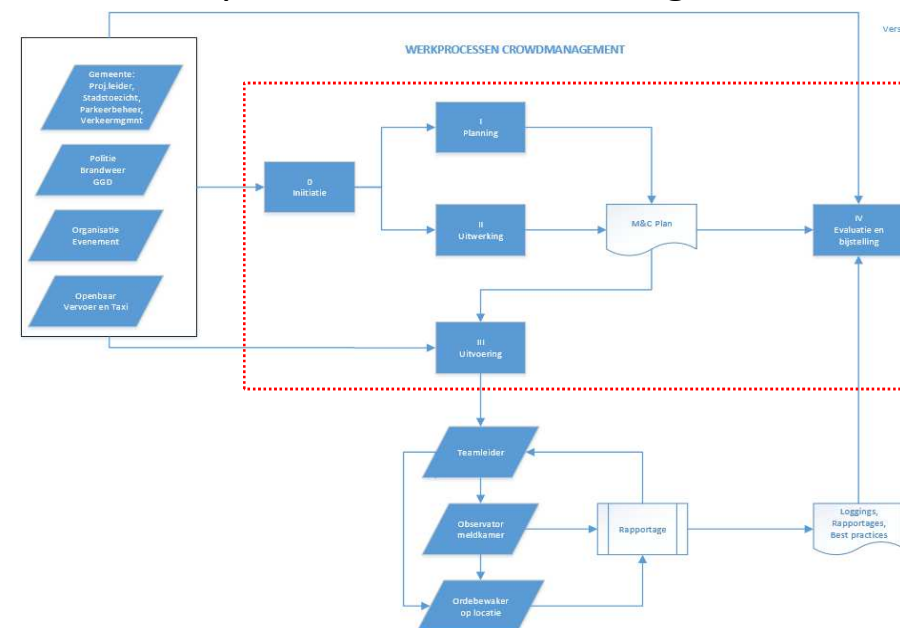 WERKPROCESSEN CROWDMANAGEMENT
Vers
Gemeente:
Proj.leider,
Stadstoezicht,
Parkeerbeheer,
Verkeermgmnt
Politie
Brandweer
GGD
Organisatie
Evenement
Openbaar
Vervoer en Taxi
0
Iniitiatie
I
Planning
II
Uitwerking
M&C Plan
III
Uitvoering
IV
Evaluatie en
bijstelling
Teamleider
Observator
meldkamer
Ordebewaker
op locatie
Rapportage
Loggings,
Rapportages,
Best practices